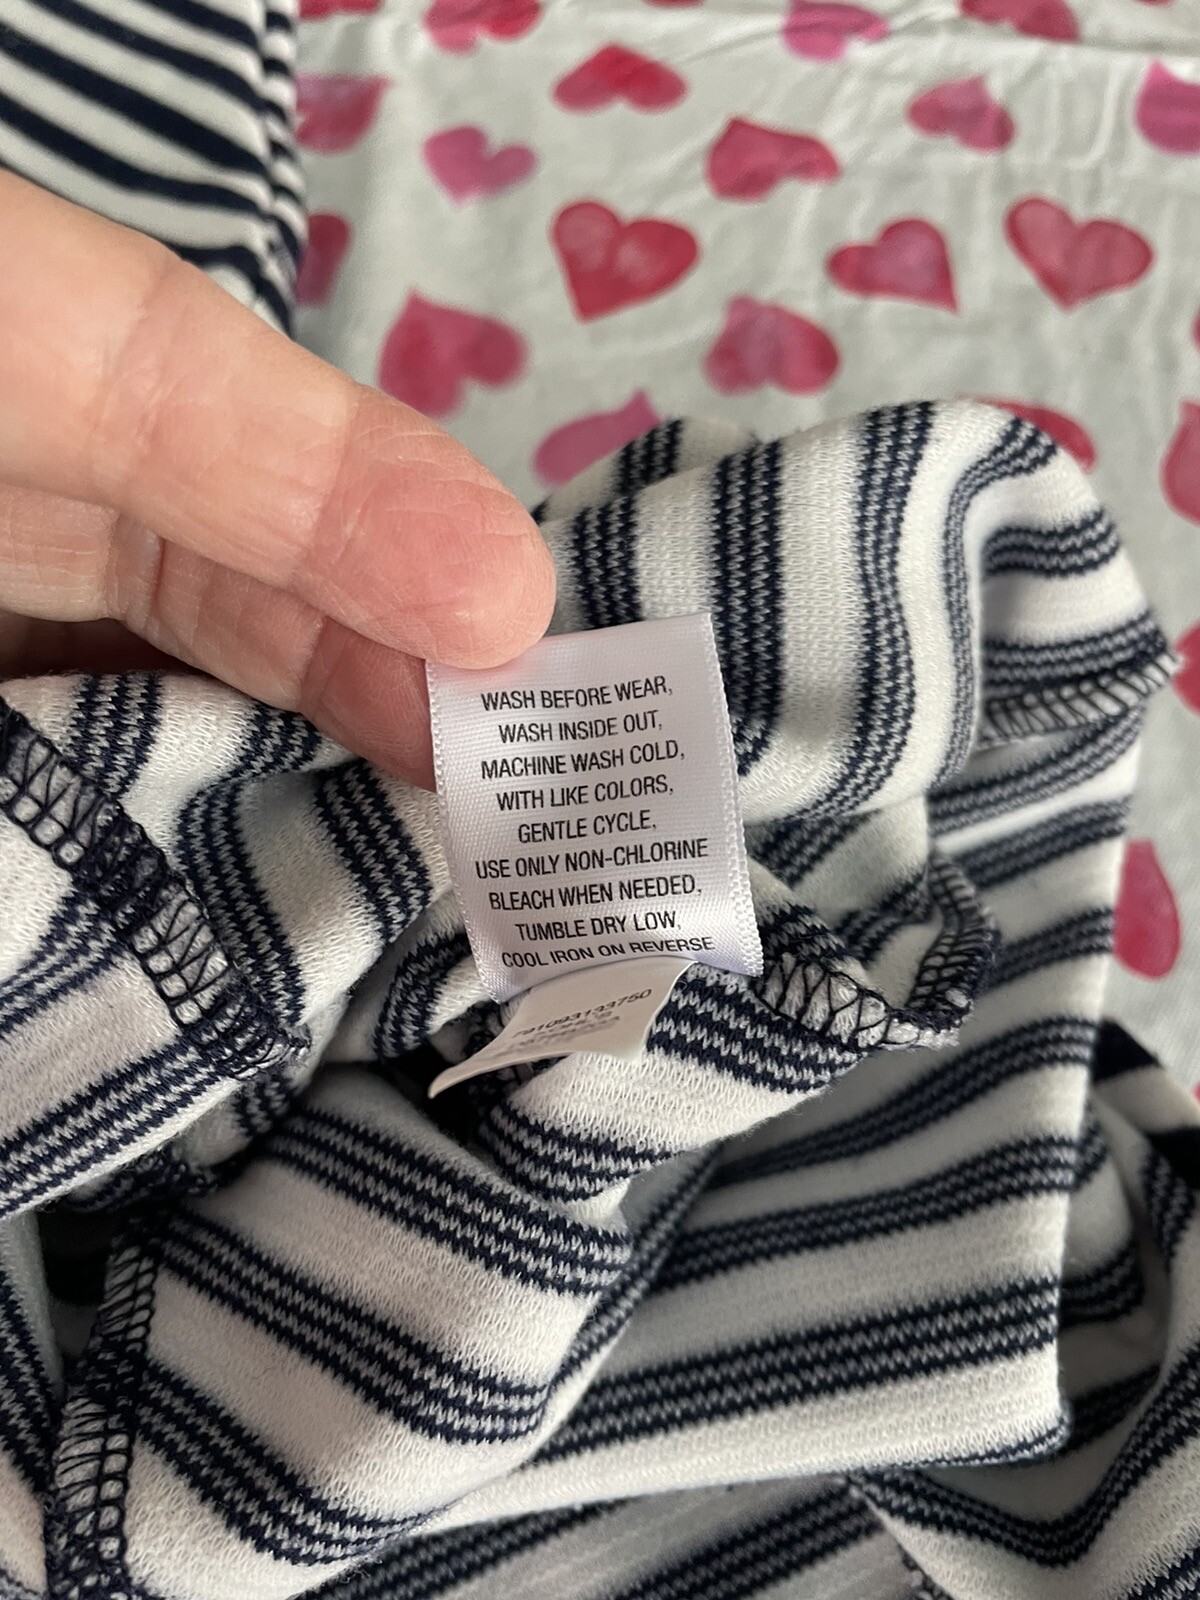 WASH BEFORE WEAR,
WASH INSIDE OUT,
MACHINE WASH COLD,
WITH LIKE COLORS,
GENTLE CYCLE,
USE ONLY NON-CHLORINE
BLEACH WHEN NEEDED,
TUMBLE DRY LOW,
COOL IRON ON REVERSE